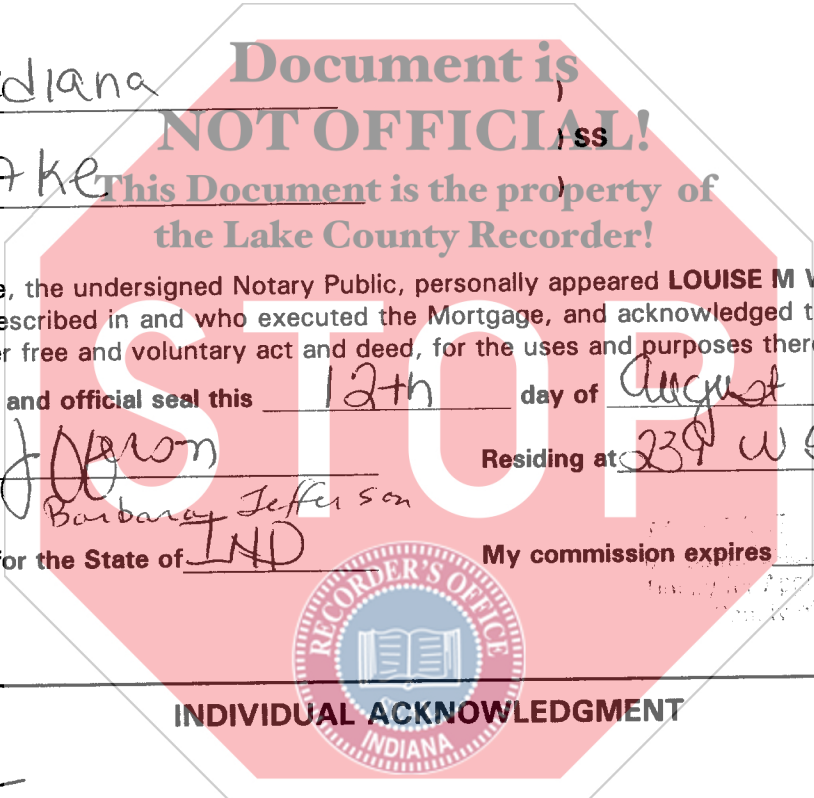 Document is
diana )
NOT OFFICIAL!
) SS
ake
This Document is the property of )
the Lake County Recorder!
e, the undersigned Notary Public, personally appeared LOUISE M
escribed in and who executed the Mortgage, and acknowledged t
er free and voluntary act and deed, for the uses and purposes there
and official seal this 12th day of August
STOP
Residing at 239 W
Barbara Jefferson
for the State of IND My commission expires
RECORDER'S OFFICE
INDIVIDUAL ACKNOWLEDGMENT
INDIANA